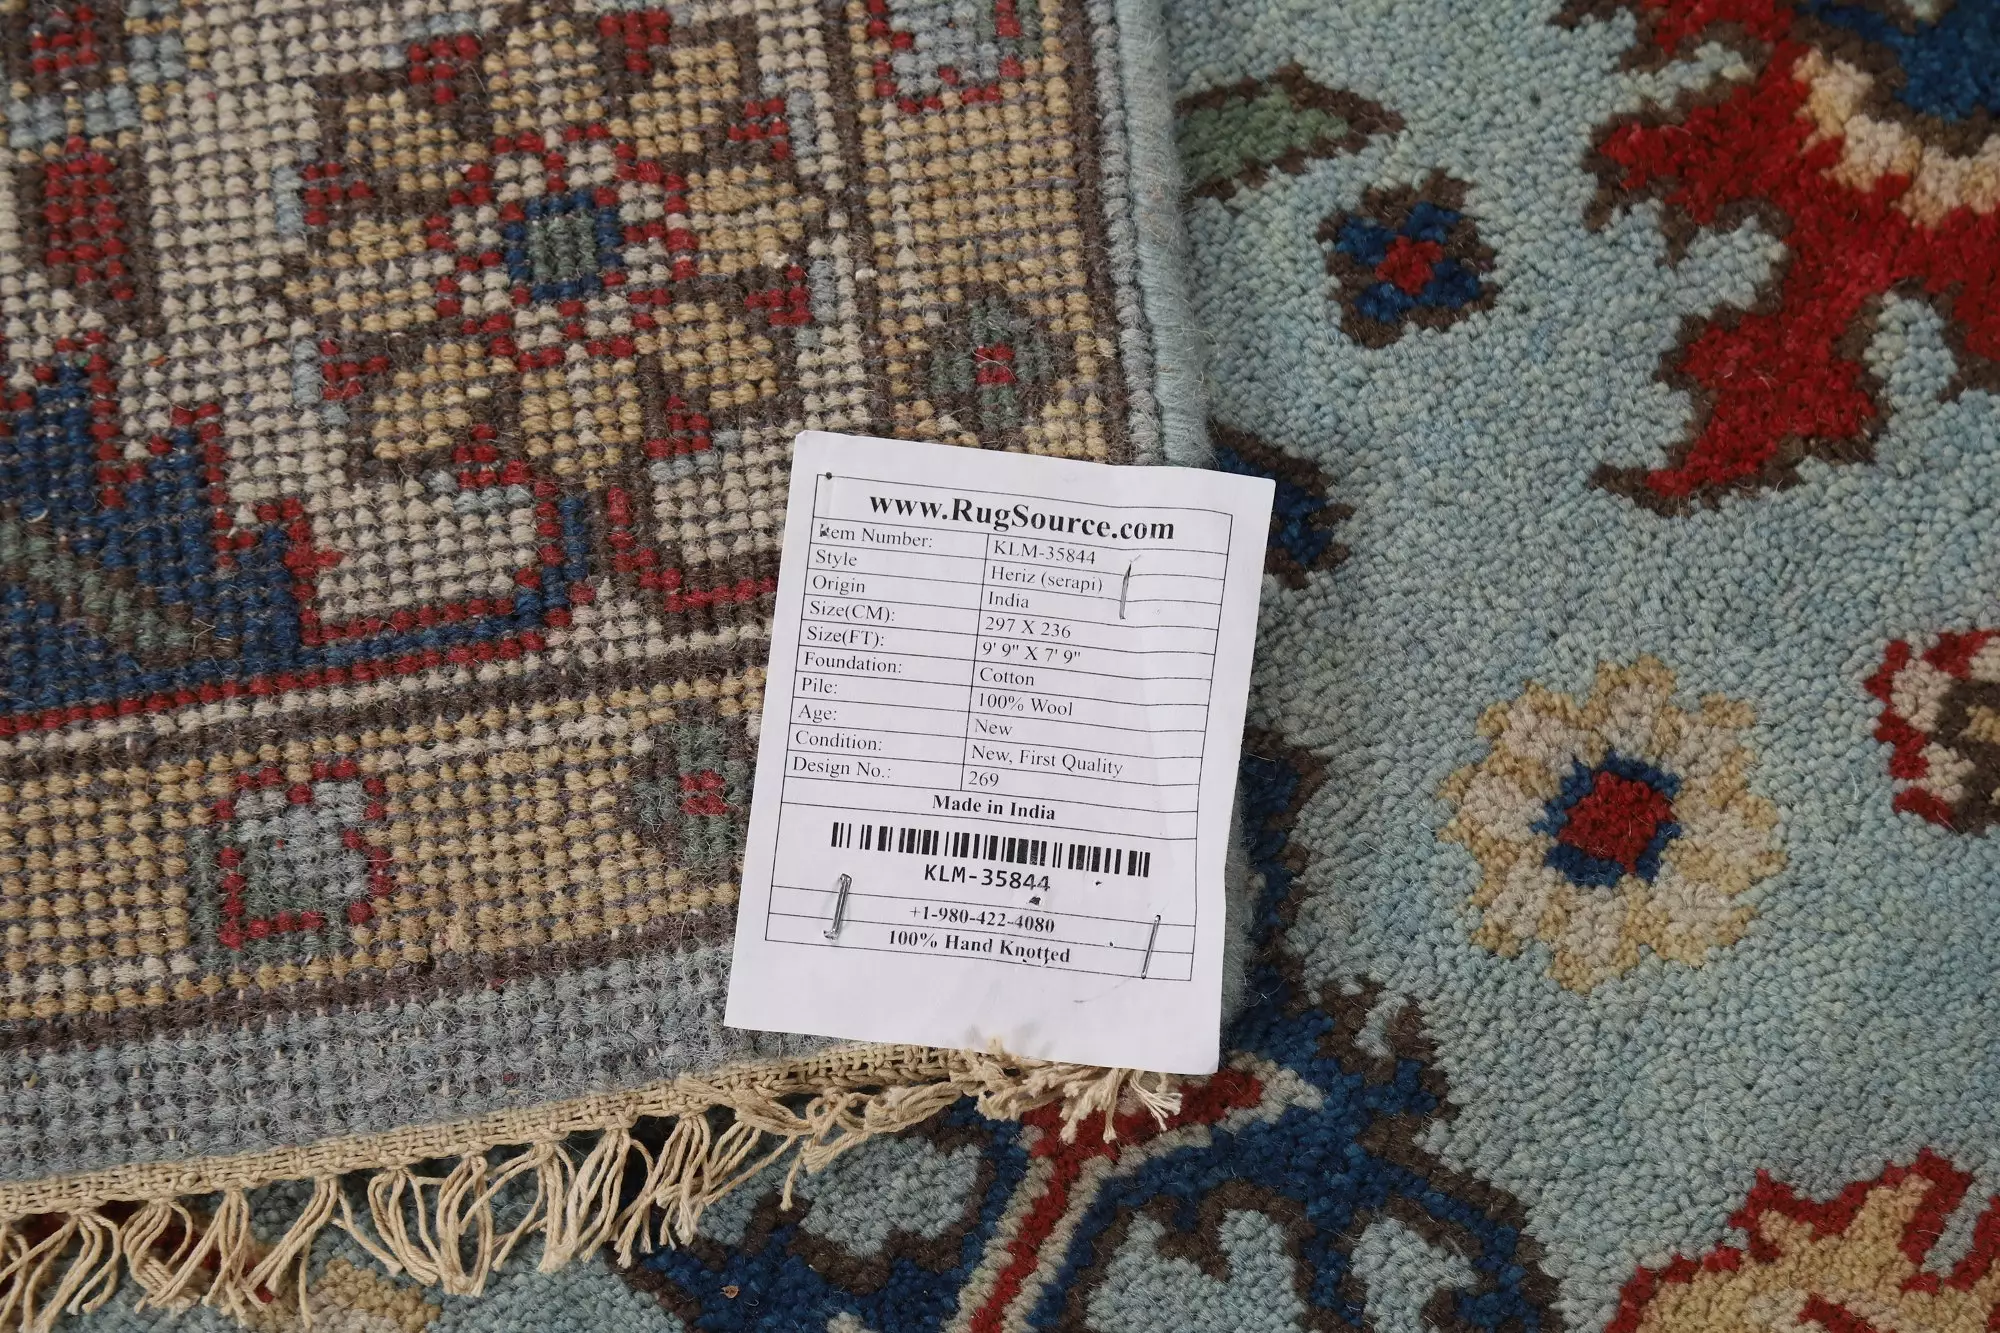 www.RugSource.com
Item Number: KLM-35844
Style Heriz (serapi)
Origin India
Size(CM): 297 X 236
Size(FT): 9' 9" X 7' 9"
Foundation: Cotton
Pile: 100% Wool
Age: New
Condition: New, First Quality
Design No.: 269
Made in India
KLM-35844
+1-980-422-4080
100% Hand Knotted